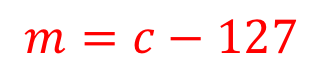 m = c − 127